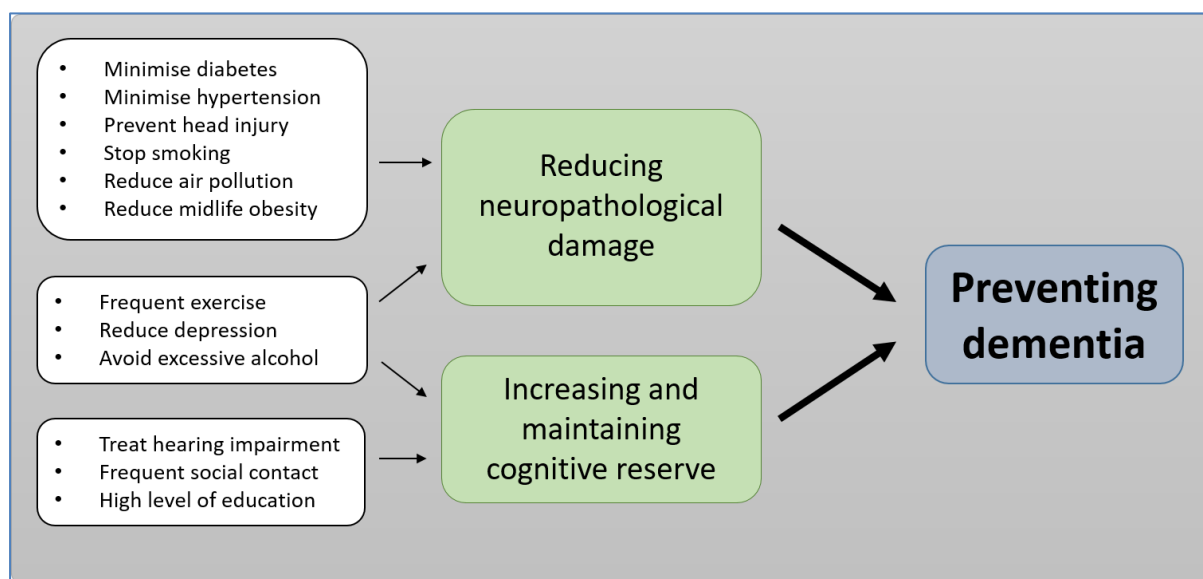 • Minimise diabetes
• Minimise hypertension
• Prevent head injury
• Stop smoking
• Reduce air pollution
• Reduce midlife obesity
• Frequent exercise
• Reduce depression
• Avoid excessive alcohol
• Treat hearing impairment
• Frequent social contact
• High level of education
Reducing
neuropathological
damage
Increasing and
maintaining
cognitive reserve
Preventing
dementia